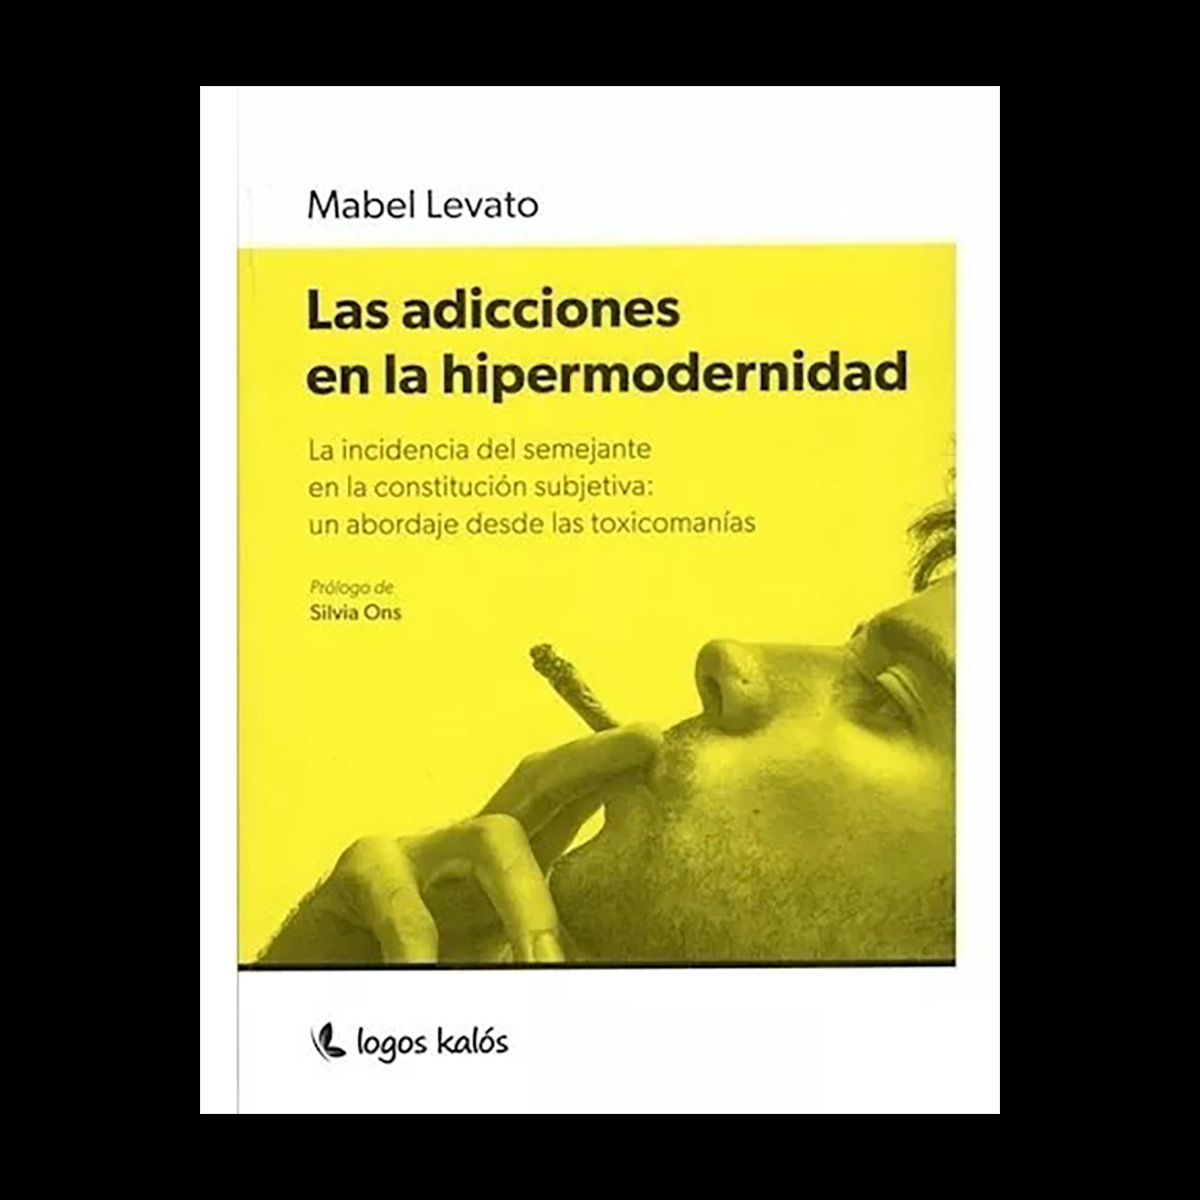 Mabel Levato
Las adicciones
en la hipermodernidad
La incidencia del semejante
en la constitución subjetiva:
un abordaje desde las toxicomanías
Prólogo de
Silvia Ons
logos kalós